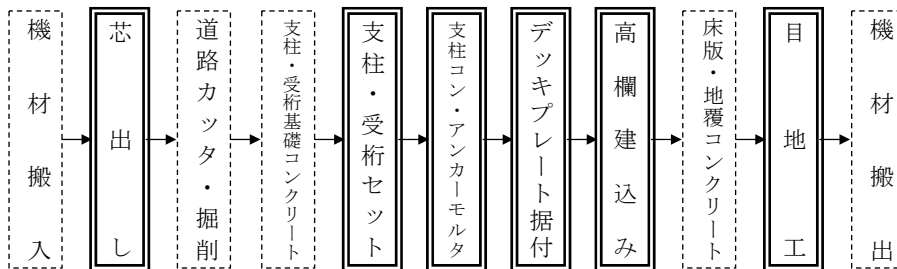 機材搬入
芯出し
道路カッタ・掘削
支柱・受桁基礎コンクリート
支柱・受桁セット
支柱コン・アンカーモルタ
デッキプレート据付
高欄建込み
床版・地覆コンクリート
目地工
機材搬出